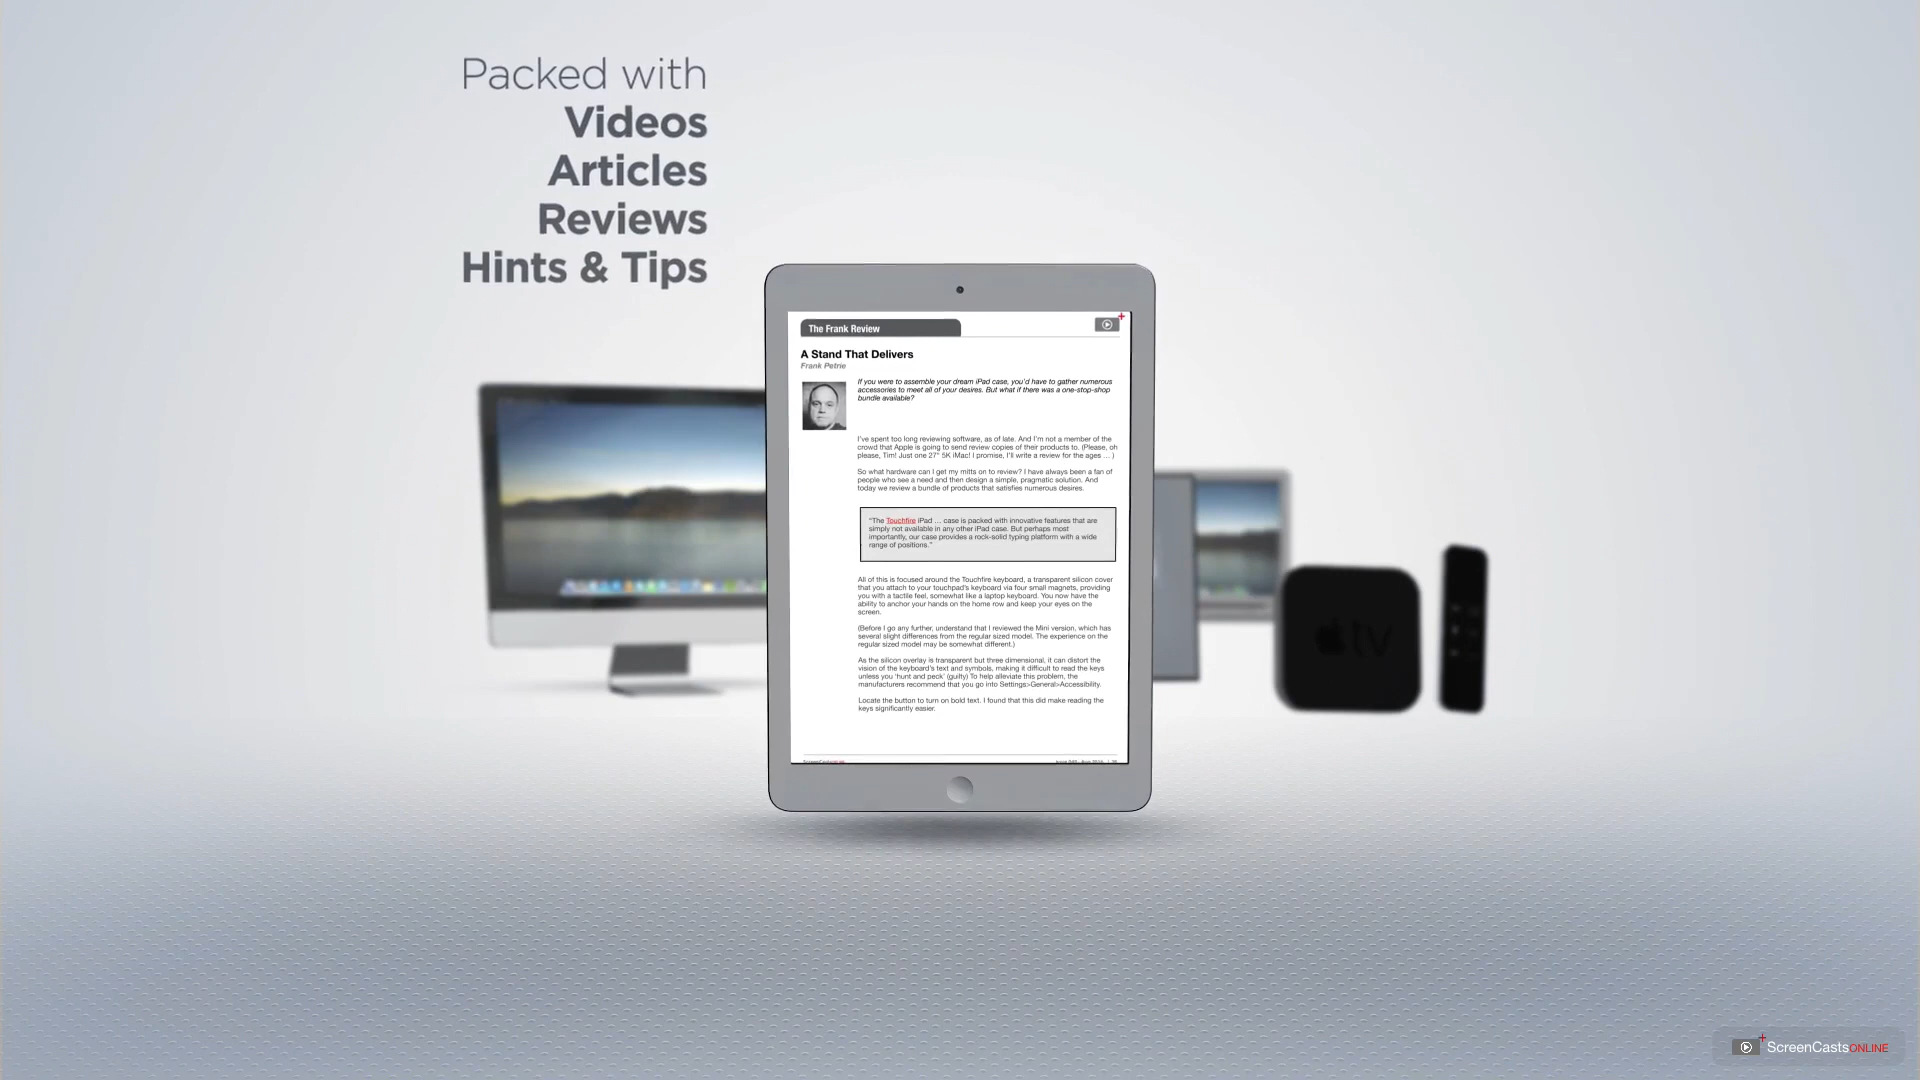 Packed with
Videos
Articles
Reviews
Hints & Tips
The Frank Review
A Stand That Delivers
Frank Petrie
If you were to assemble your dream iPad case, you'd have to gather numerous
accessories to meet all of your desires. But what if there was a one-stop-shop
bundle available?
I've spent too long reviewing software, as of late. And I'm not a member of the
crowd that Apple is going to send review copies of their products to. (Please, oh
please, Tim! Just one 27" 5K iMac! I promise, I'll write a review for the ages … )
So what hardware can I get my mitts on to review? I have always been a fan of
people who see a need and then design a simple, pragmatic solution. And
today we review a bundle of products that satisfies numerous desires.
"The Touchfire iPad … case is packed with innovative features that are
simply not available in any other iPad case. But perhaps most
importantly, our case provides a rock-solid typing platform with a wide
range of positions."
All of this is focused around the Touchfire keyboard, a transparent silicon cover
that you attach to your touchpad's keyboard via four small magnets, providing
you with a tactile feel, somewhat like a laptop keyboard. You now have the
ability to anchor your hands on the home row and keep your eyes on the
screen.
(Before I go any further, understand that I reviewed the Mini version, which has
several slight differences from the regular sized model. The experience on the
regular sized model may be somewhat different.)
As the silicon overlay is transparent but three dimensional, it can distort the
vision of the keyboard's text and symbols, making it difficult to read the keys
unless you 'hunt and peck' (guilty) To help alleviate this problem, the
manufacturers recommend that you go into Settings>General>Accessibility.
Locate the button to turn on bold text. I found that this did make reading the
keys significantly easier.
tv
ScreenCastsONLINE